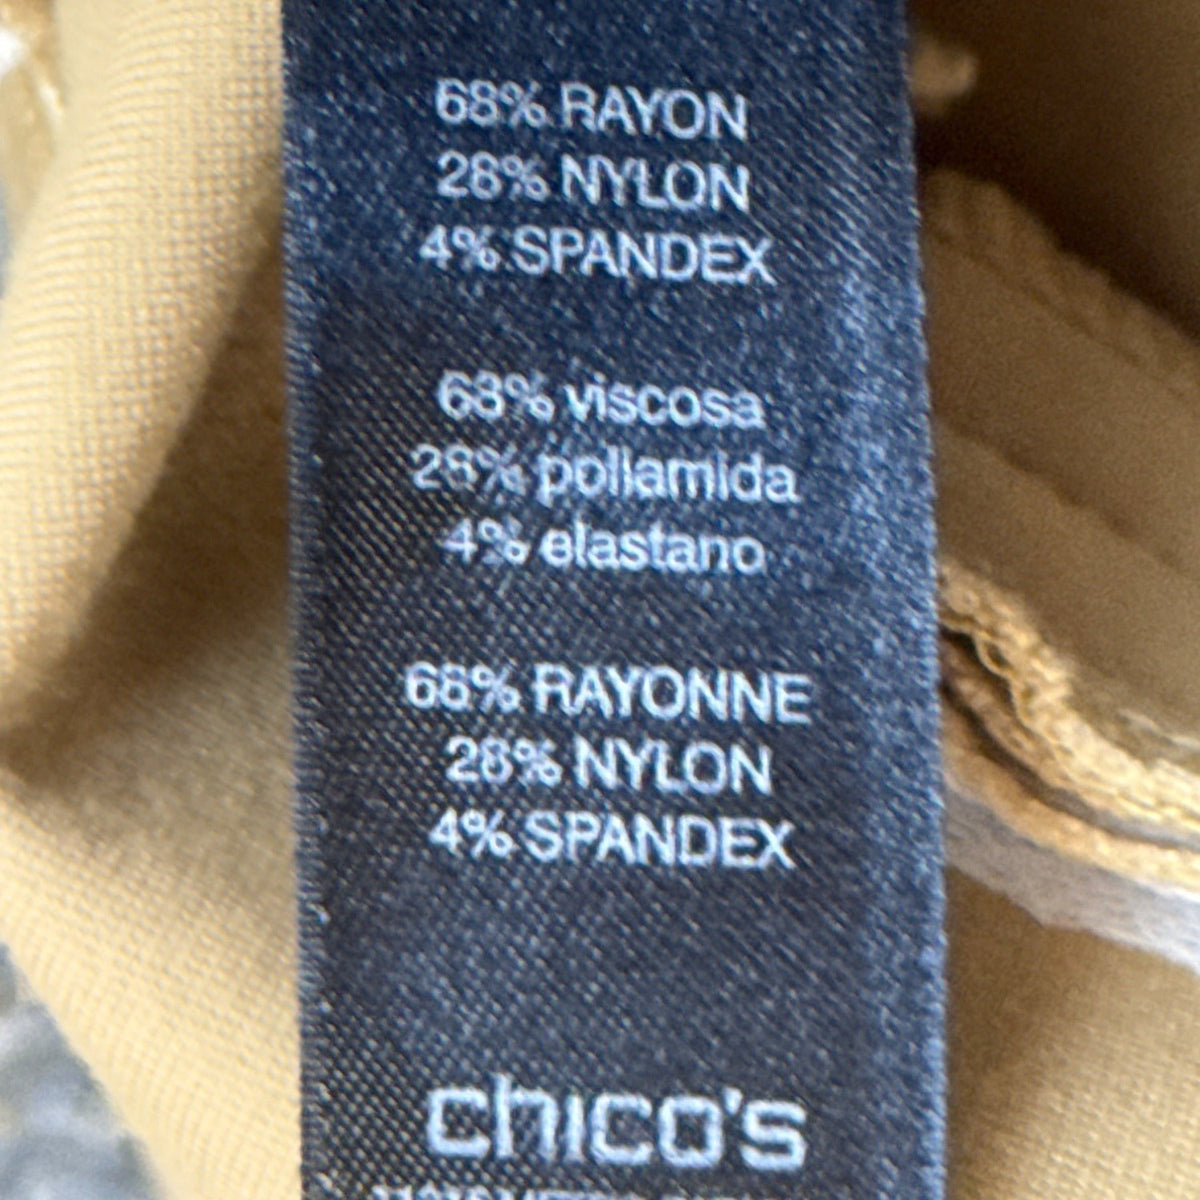 68% RAYON
28% NYLON
4% SPANDEX
68% viscosa
28% poliamida
4% elastano
68% RAYONNE
28% NYLON
4% SPANDEX
chico's